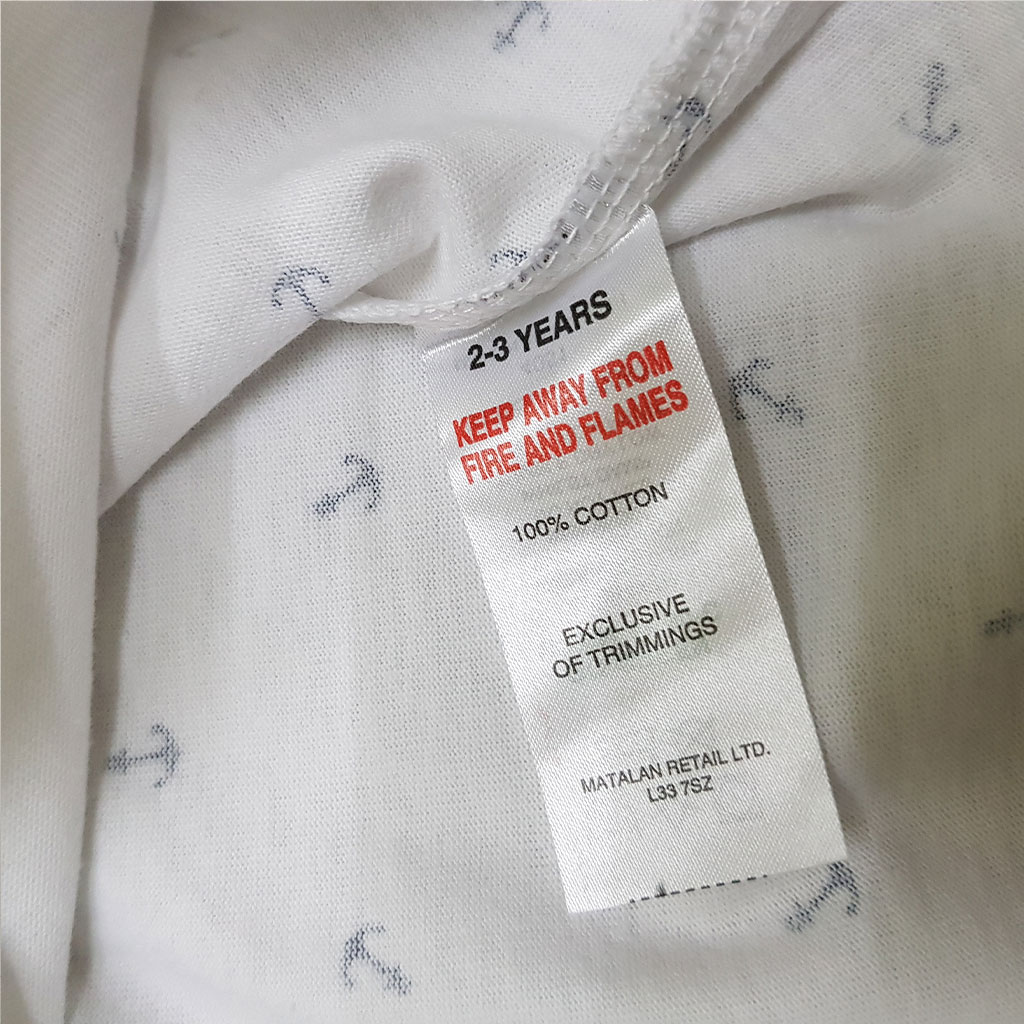 2-3 YEARS
KEEP AWAY FROM
FIRE AND FLAMES
100% COTTON
EXCLUSIVE
OF TRIMMINGS
MATALAN RETAIL LTD.
L33 7SZ